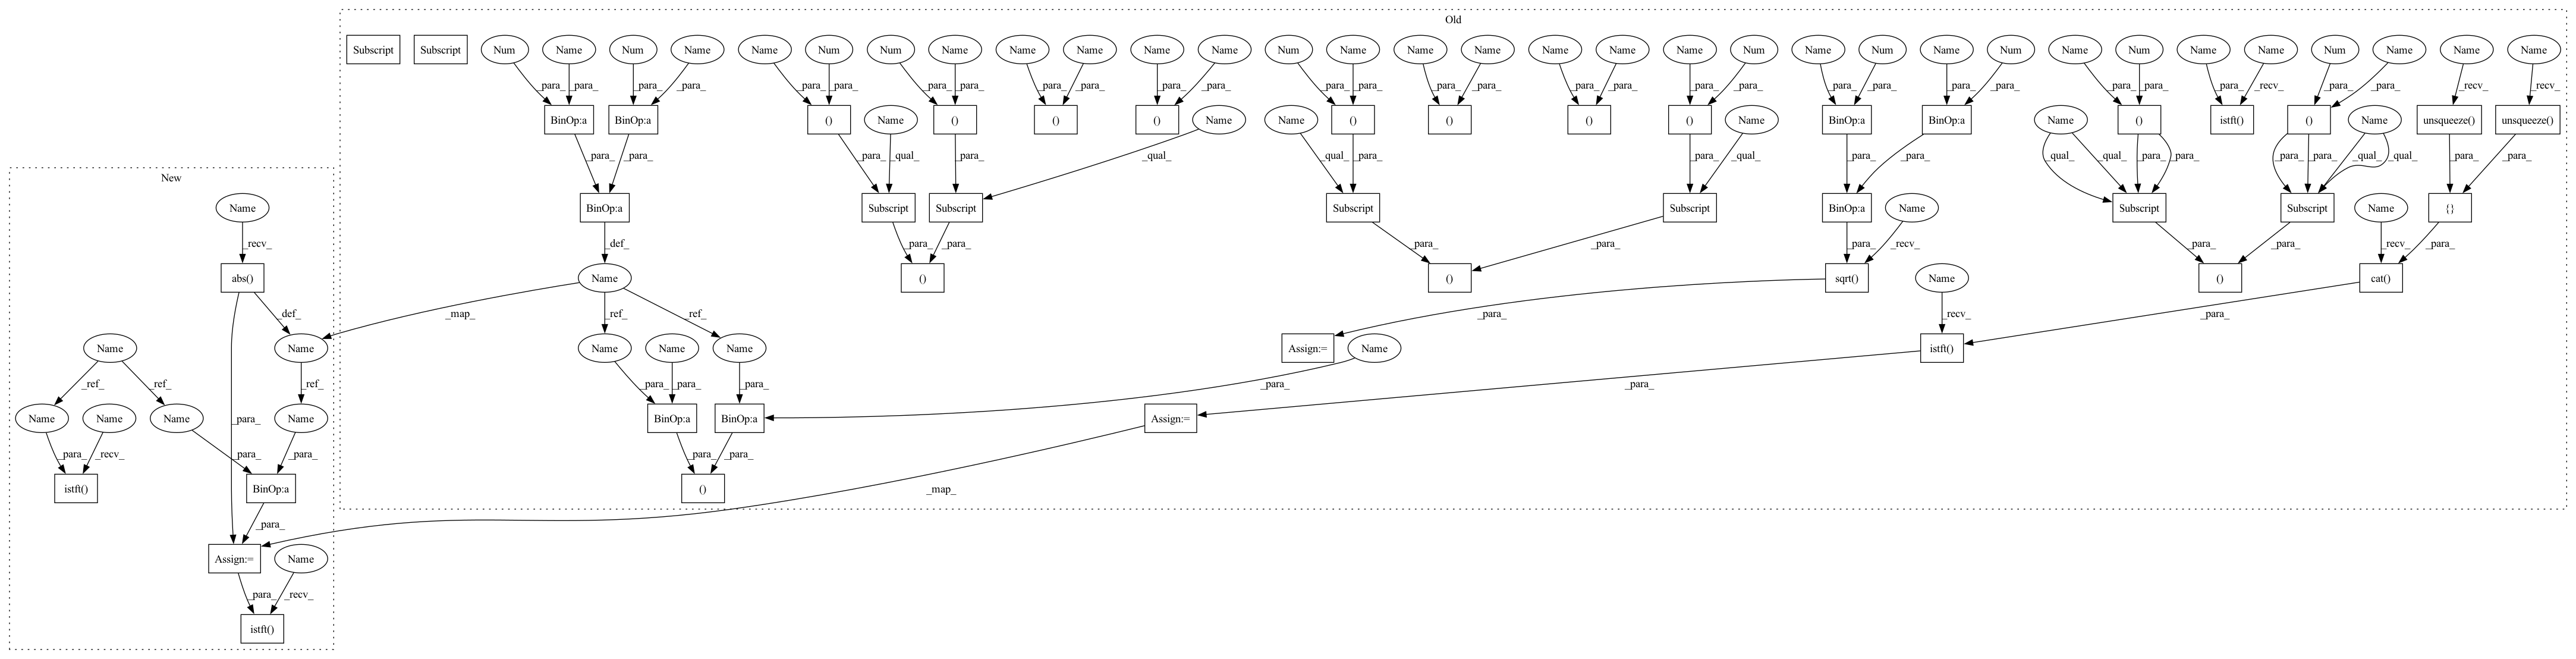 Old
Subscript Subscript Num Name Num Name Name Num Num Name Name Name Name Name Num Name Name Name Name Name Name Num Name Num Name Num Name Num Name Name Num Name Name Name
_para_ _para_ _para_ _para_ _para_ _para_ _para_ _para_ _para_ _para_ _para_ _para_ _para_ _para_ _para_ _para_ _para_ _para_ _para_ _para_ _para_ _para_ _para_ _para_ _para_ _para_ _para_ _recv_ _para_ _para_ _recv_ _recv_
BinOp:a BinOp:a () Name () Name () () Name () () () () Name BinOp:a BinOp:a Name () istft() () Name unsqueeze() unsqueeze()
_para_ _para_ _para_ _qual_ _para_ _qual_ _qual_ _para_ _para_ _qual_ _para_ _para_ _qual_ _qual_ _para_ _para_ _para_ _para_ _qual_ _qual_ _para_ _para_
New
Name BinOp:a Subscript Subscript Subscript Subscript BinOp:a Name Subscript Subscript Name {}
_recv_ _def_ _para_ _para_ _para_ _para_ _para_ _recv_ _para_ _para_ _recv_ _para_
abs() Name () () sqrt() Name () cat()
_def_ _map_ _ref_ _ref_ _para_ _recv_ _para_
Name Name Name Name Name Assign:= Name istft()
_ref_ _ref_ _ref_ _para_ _para_ _para_ _para_ _para_
Name Name Name Name BinOp:a BinOp:a Assign:=
_para_ _para_ _recv_ _para_ _para_ _para_ _para_
istft() BinOp:a () _map_
_para_
Assign:= Name
_para_ _recv_
istft()